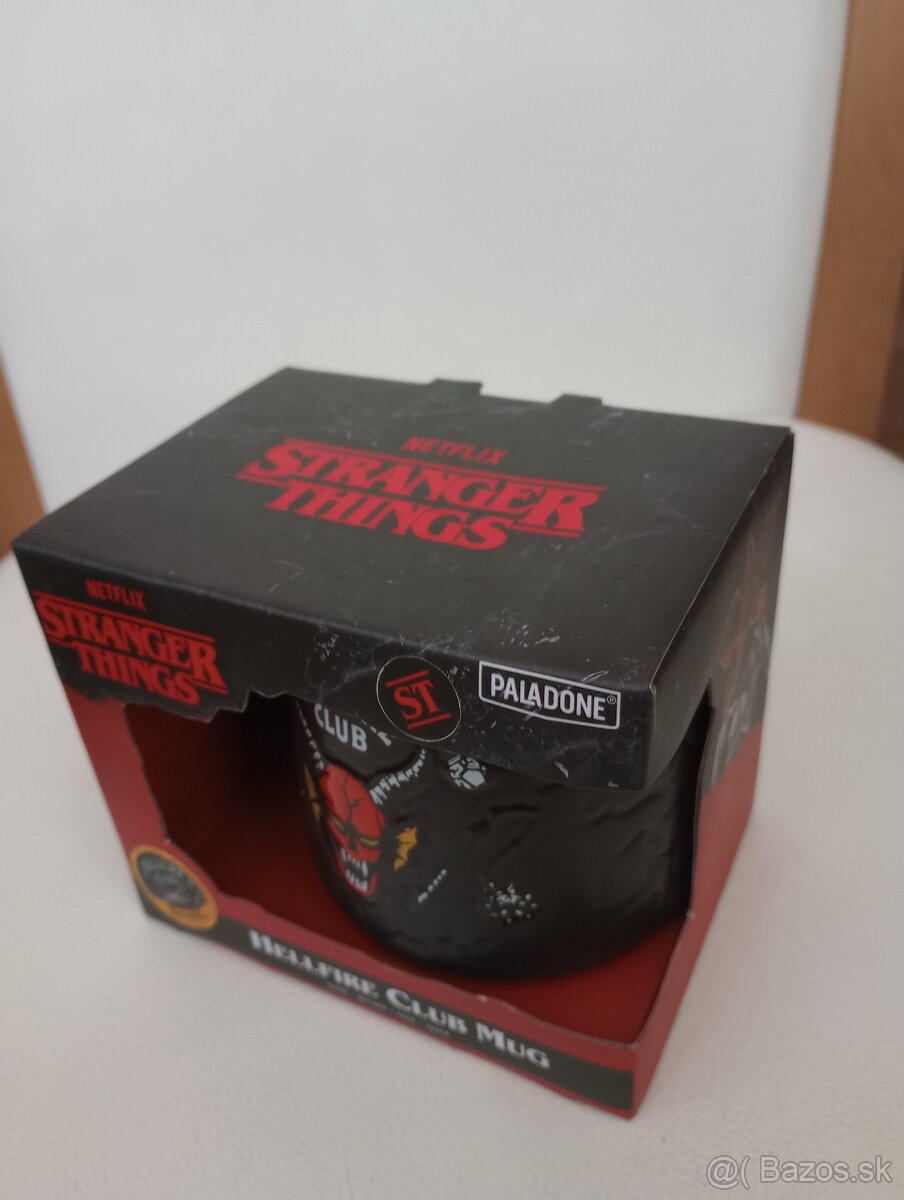 NETFLIX
STRANGER
THINGS
NETFLIX
STRANGER
THINGS
ST
PALADONE®
CLUB
HELLFIRE CLUB MUG
@( Bazos.sk